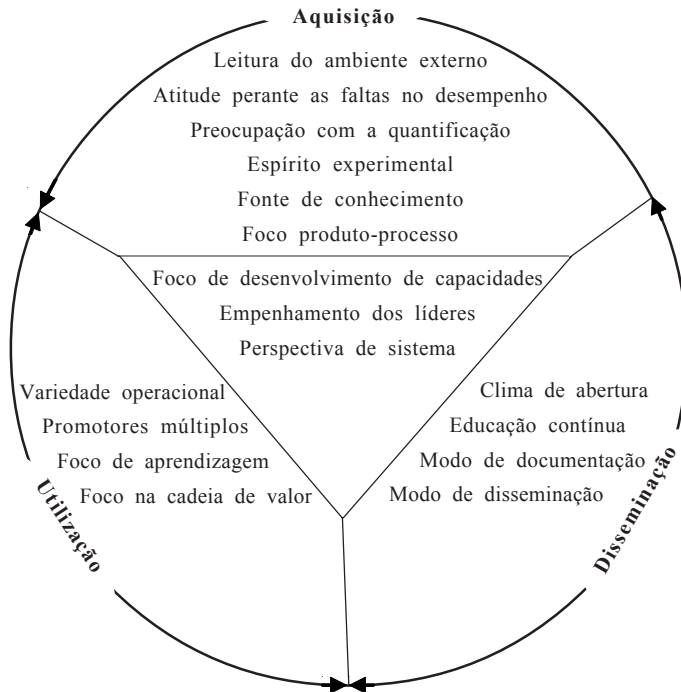 Aquisição
Leitura do ambiente externo
Atitude perante as faltas no desempenho
Preocupação com a quantificação
Espírito experimental
Fonte de conhecimento
Foco produto-processo
Foco de desenvolvimento de capacidades
Empenhamento dos líderes
Perspectiva de sistema
Variedade operacional
Promotores múltiplos
Foco de aprendizagem
Foco na cadeia de valor
Utilização
Clima de abertura
Educação contínua
Modo de documentação
Modo de disseminação
Disseminação